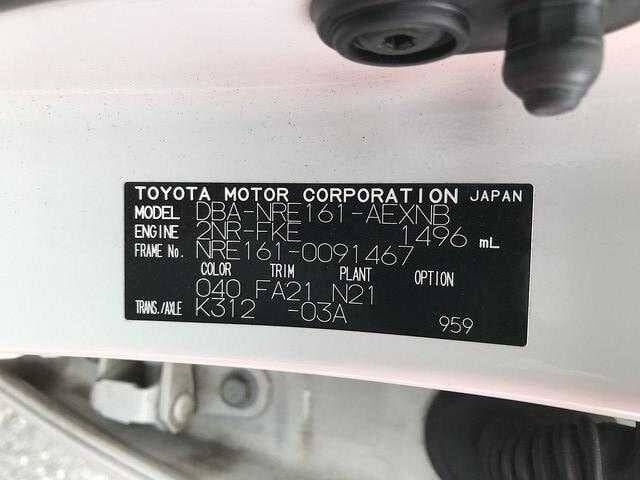 TOYOTA MOTOR CORPORATION JAPAN
MODEL DBA-NRE161-AEXNB
ENGINE 2NR-FKE 1496 mL
FRAME No. NRE161-0091467
COLOR TRIM PLANT OPTION
040 FA21 N21
TRANS./AXLE K312 -03A
959